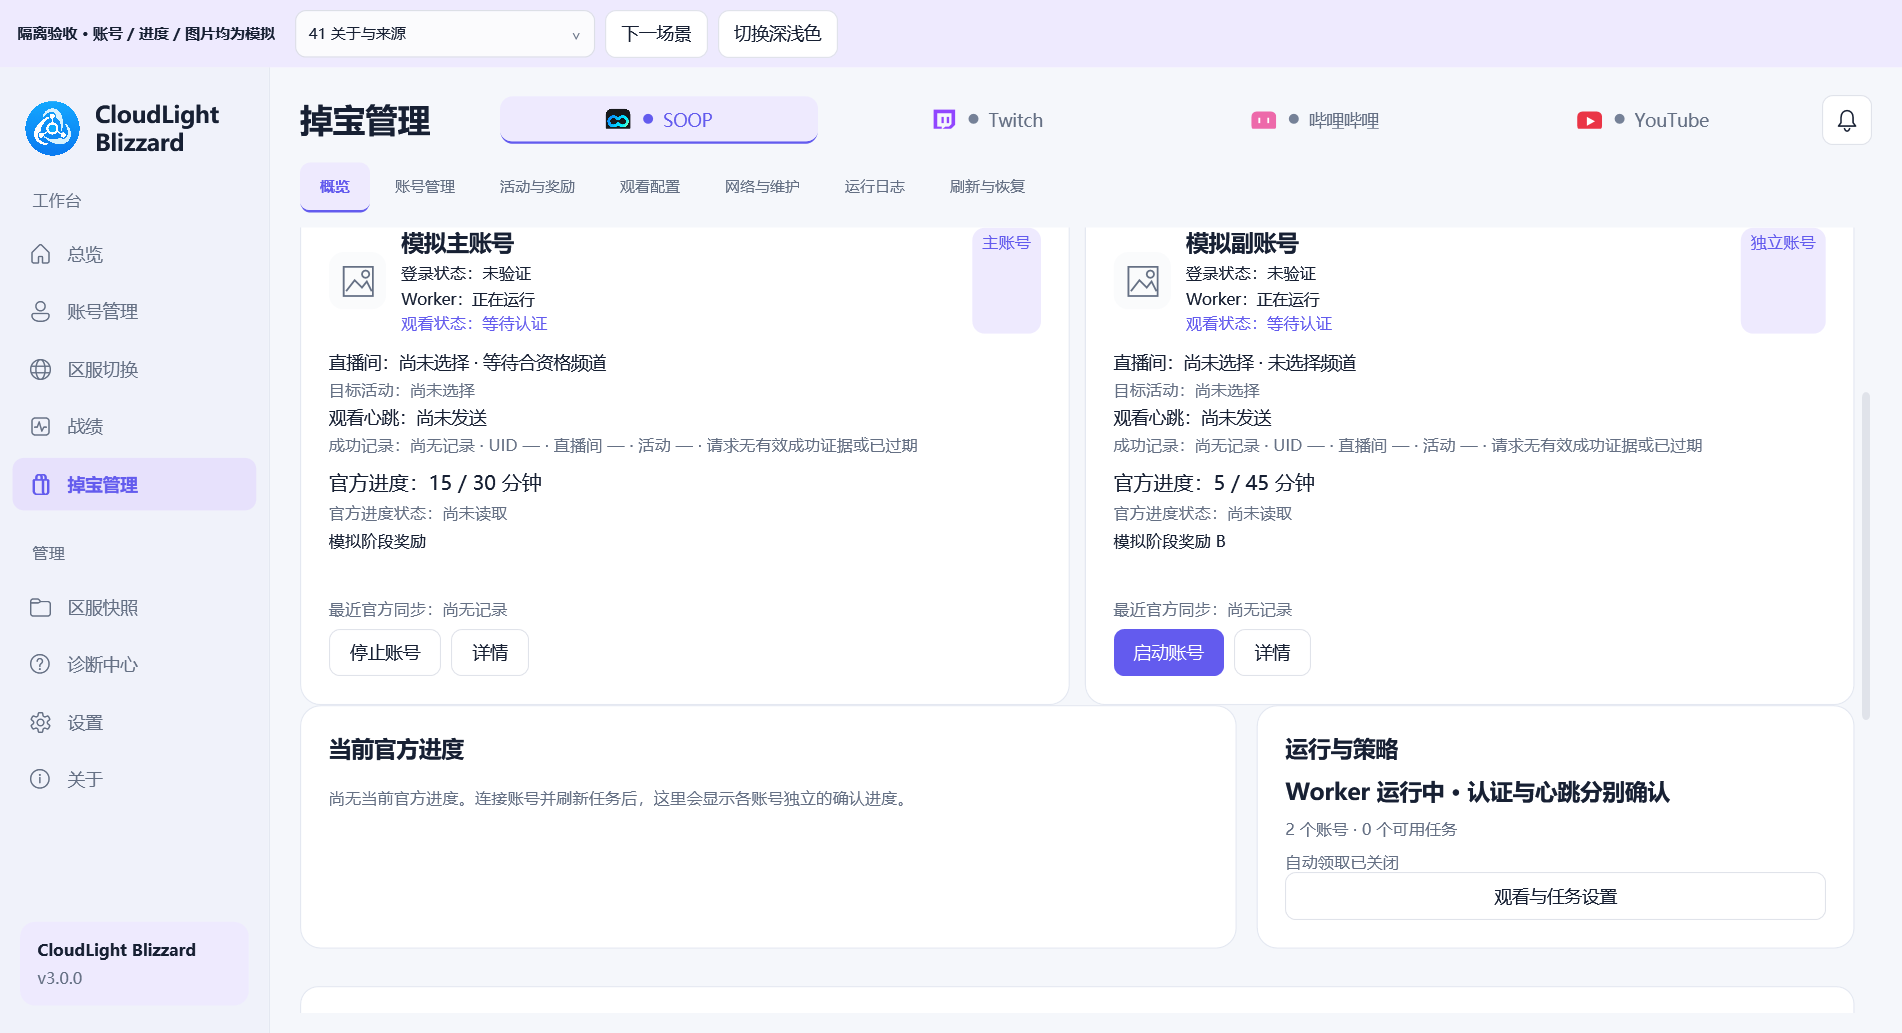 隔离验收 • 账号 / 进度 / 图片均为模拟
41 关于与来源
下一场景
切换深浅色
CloudLight
Blizzard
工作台
总览
账号管理
区服切换
战绩
掉宝管理
管理
区服快照
诊断中心
设置
关于
CloudLight Blizzard
v3.0.0
掉宝管理
SOOP
Twitch
哔哩哔哩
YouTube
概览
账号管理
活动与奖励
观看配置
网络与维护
运行日志
刷新与恢复
模拟主账号
主账号
登录状态：未验证
Worker：正在运行
观看状态：等待认证
直播间：尚未选择 · 等待合资格频道
目标活动：尚未选择
观看心跳：尚未发送
成功记录：尚无记录 · UID — · 直播间 — · 活动 — · 请求无有效成功证据或已过期
官方进度：15 / 30 分钟
官方进度状态：尚未读取
模拟阶段奖励
最近官方同步：尚无记录
停止账号
详情
模拟副账号
独立账号
登录状态：未验证
Worker：正在运行
观看状态：等待认证
直播间：尚未选择 · 未选择频道
目标活动：尚未选择
观看心跳：尚未发送
成功记录：尚无记录 · UID — · 直播间 — · 活动 — · 请求无有效成功证据或已过期
官方进度：5 / 45 分钟
官方进度状态：尚未读取
模拟阶段奖励 B
最近官方同步：尚无记录
启动账号
详情
当前官方进度
尚无当前官方进度。连接账号并刷新任务后，这里会显示各账号独立的确认进度。
运行与策略
Worker 运行中 • 认证与心跳分别确认
2 个账号 · 0 个可用任务
自动领取已关闭
观看与任务设置